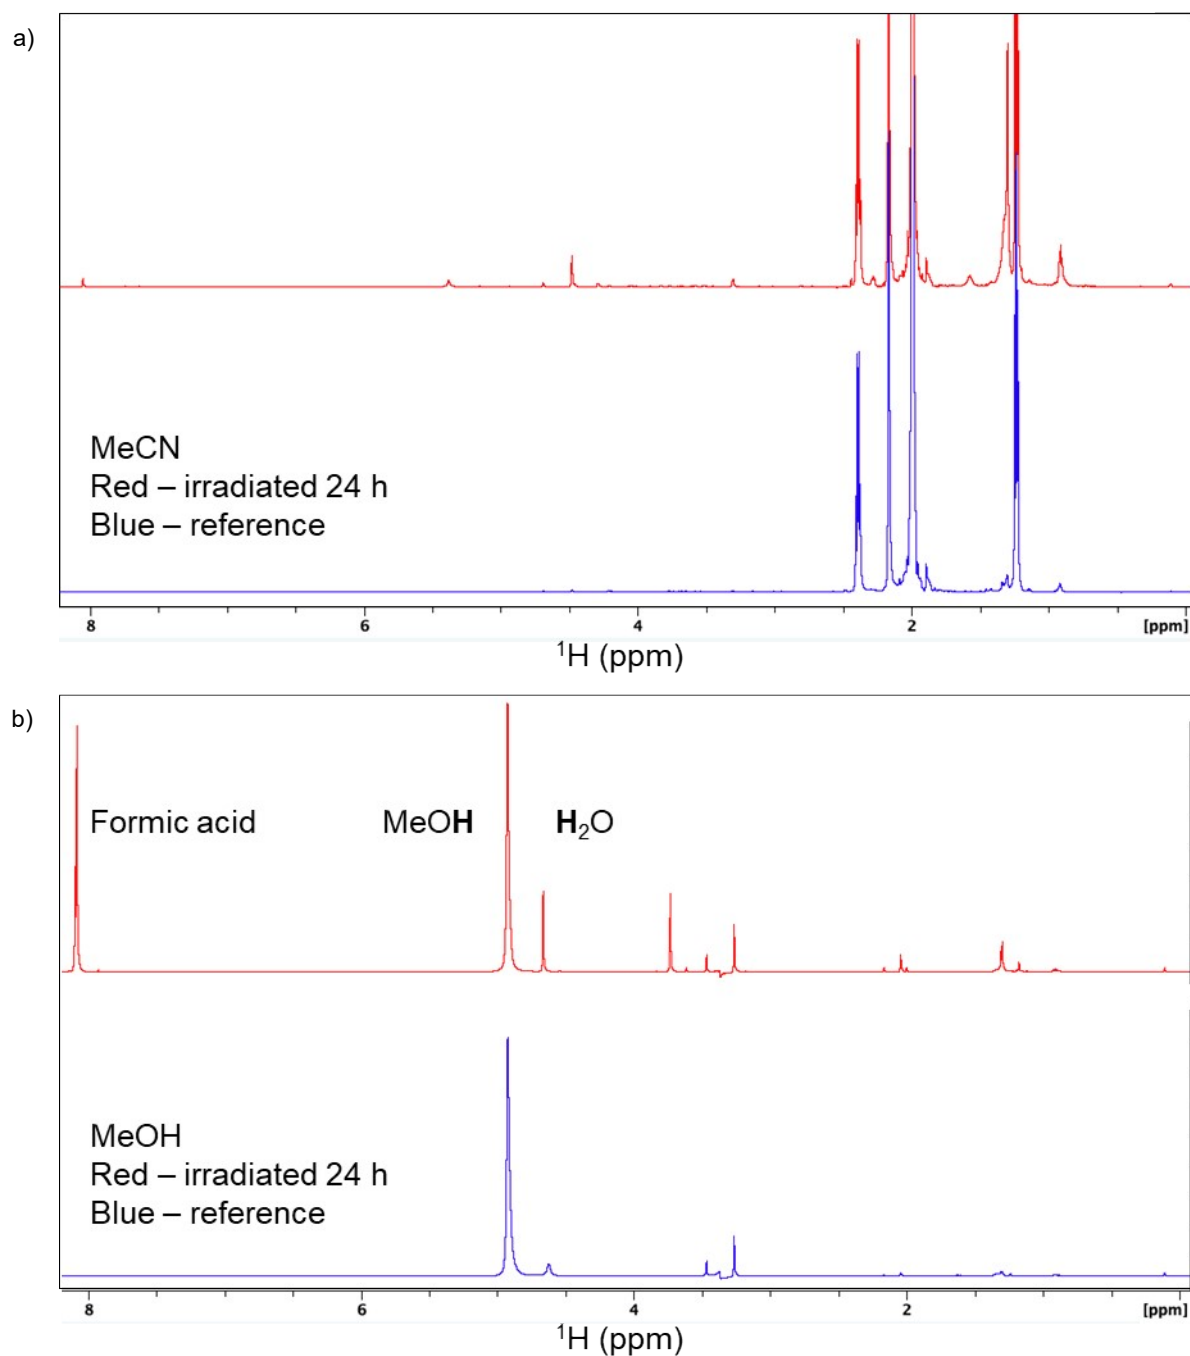 a)
MeCN
Red – irradiated 24 h
Blue – reference
8 6 4 2 [ppm]
¹H (ppm)
b)
Formic acid MeOH H₂O
MeOH
Red – irradiated 24 h
Blue – reference
8 6 4 2 [ppm]
¹H (ppm)